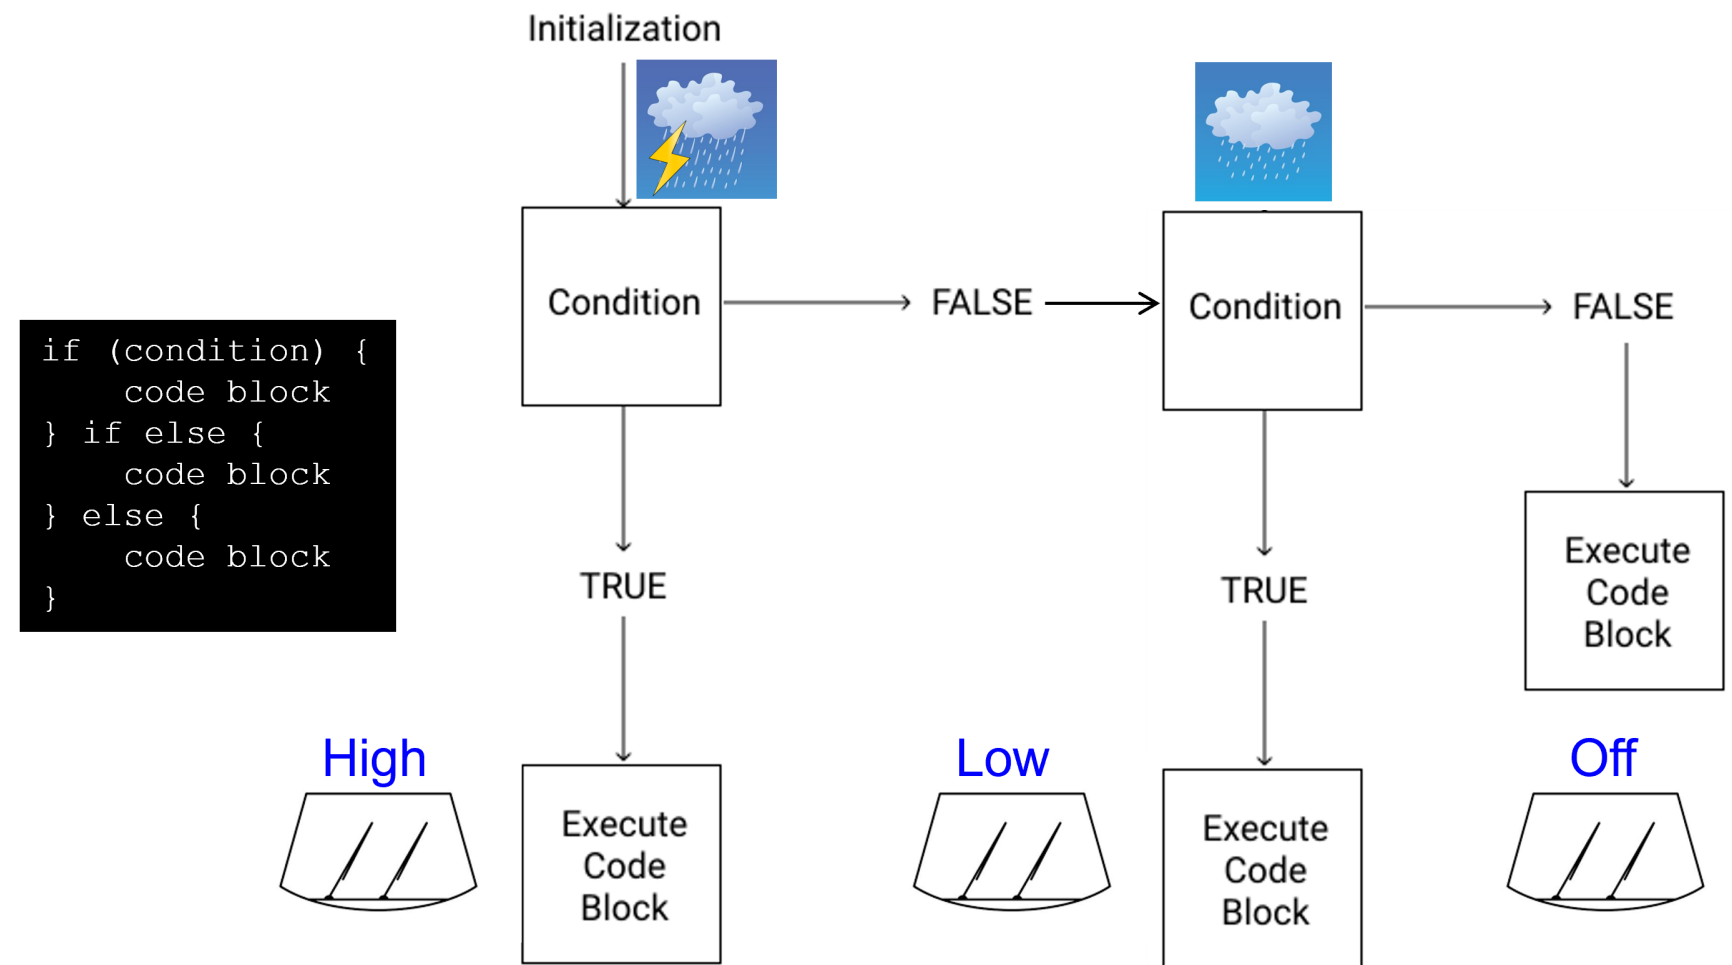 Initialization
Condition
FALSE
Condition
FALSE
if (condition) {
    code block
} if else {
    code block
} else {
    code block
}
TRUE
TRUE
Execute
Code
Block
High
Low
Off
Execute
Code
Block
Execute
Code
Block